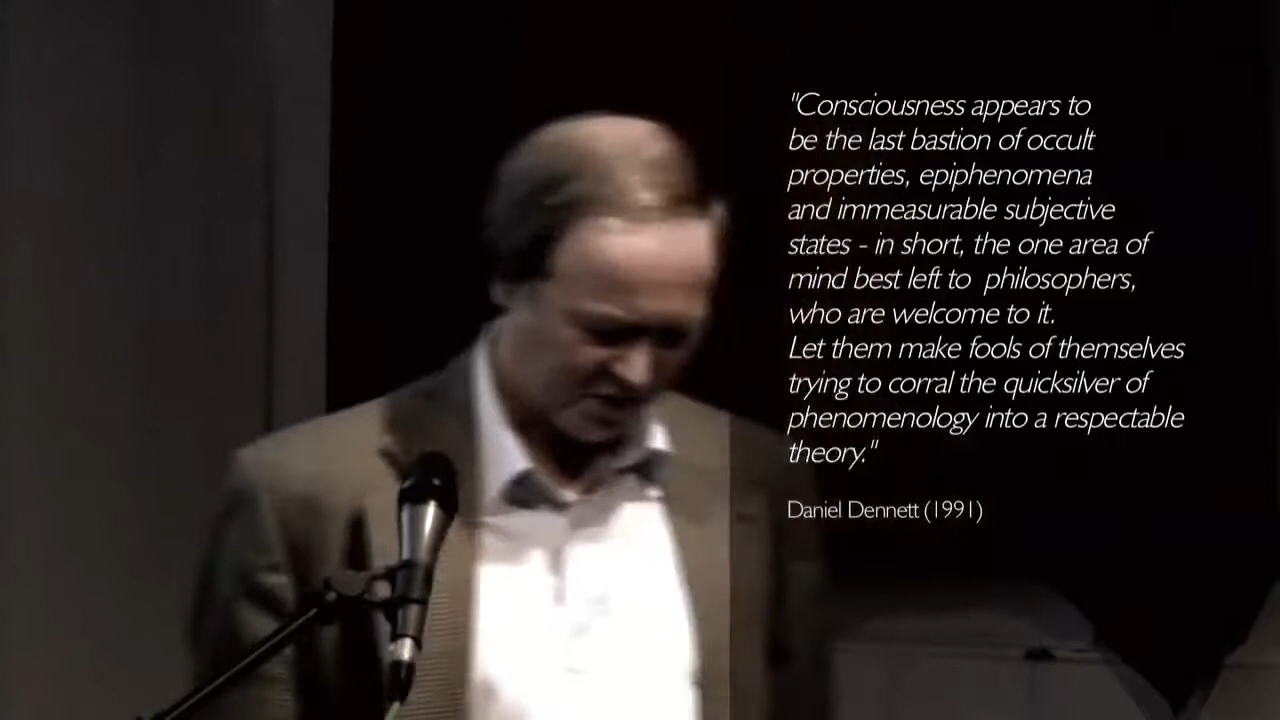 "Consciousness appears to
be the last bastion of occult
properties, epiphenomena
and immeasurable subjective
states - in short, the one area of
mind best left to  philosophers,
who are welcome to it.
Let them make fools of themselves
trying to corral the quicksilver of
phenomenology into a respectable
theory."
Daniel Dennett (1991)